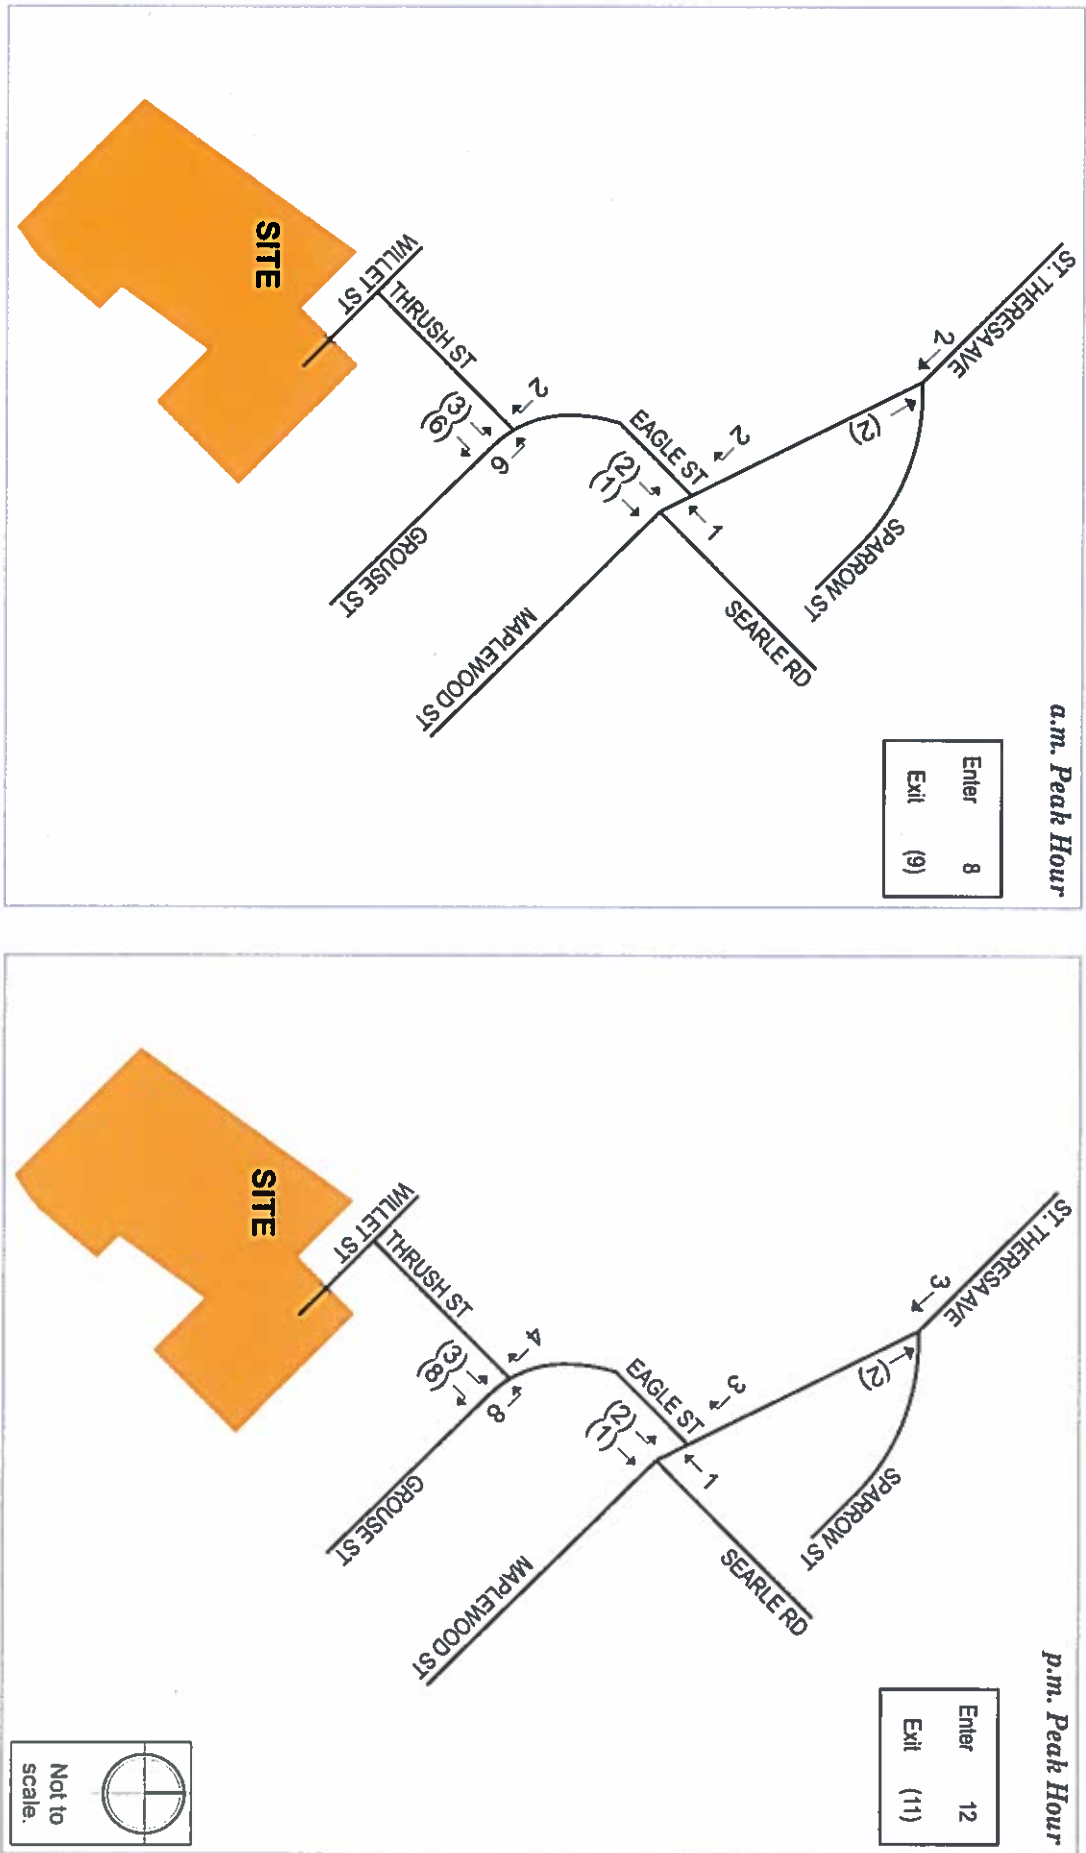 a.m. Peak Hour
Enter 8
Exit (9)
ST. THERESA AVE
2
(2)
SPARROW ST
2
EAGLE ST
1
(2)
(1)
SEARLE RD
MAPLEWOOD ST
2
6
(3)
(6)
GROUSE ST
THRUSH ST
WILLET ST
SITE
p.m. Peak Hour
Enter 12
Exit (11)
ST. THERESA AVE
3
(2)
SPARROW ST
3
EAGLE ST
1
(2)
(1)
SEARLE RD
MAPLEWOOD ST
4
8
(3)
(8)
GROUSE ST
THRUSH ST
WILLET ST
SITE
Not to
scale.